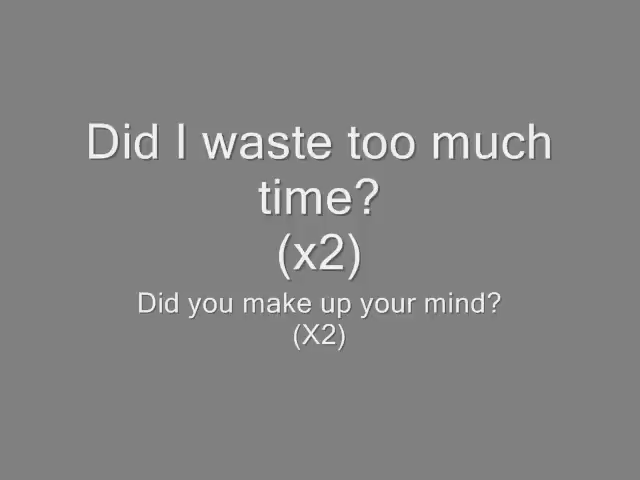 Did I waste too much
time?
(x2)
Did you make up your mind?
(X2)